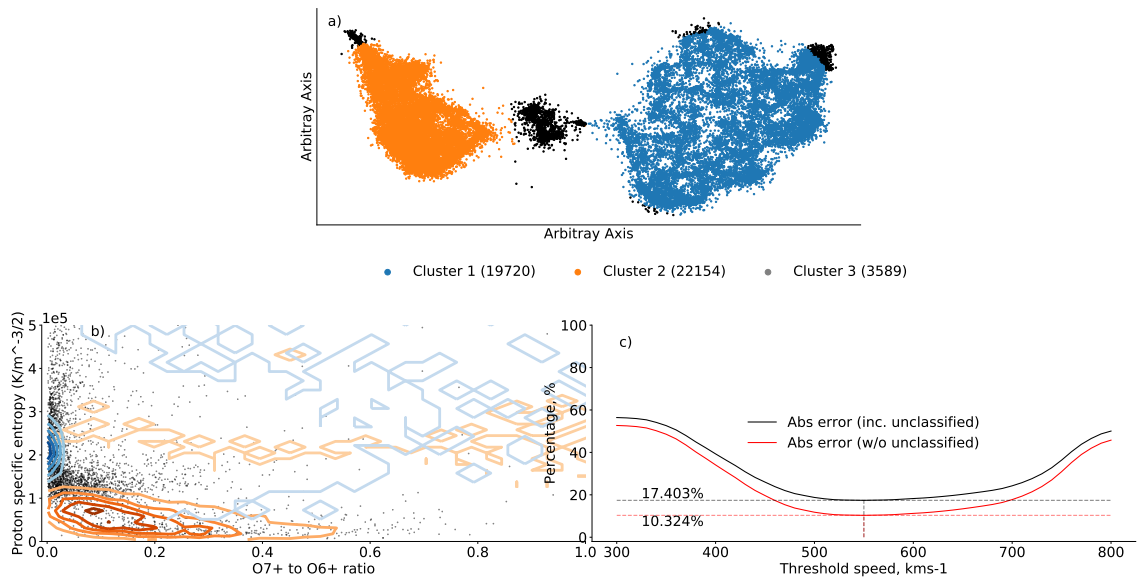 a)
Arbitray Axis
Arbitray Axis
Cluster 1 (19720)
Cluster 2 (22154)
Cluster 3 (3589)
1e5
b)
Proton specific entropy (K/m^-3/2)
5
4
3
2
1
0
0.0
0.2
0.4
0.6
0.8
1.0
O7+ to O6+ ratio
c)
Percentage, %
100
80
60
40
20
0
Abs error (inc. unclassified)
Abs error (w/o unclassified)
17.403%
10.324%
300
400
500
600
700
800
Threshold speed, kms-1